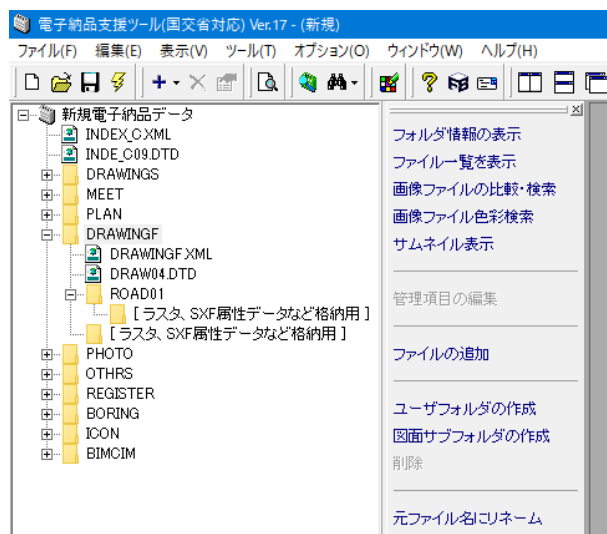 電子納品支援ツール(国交省対応) Ver.17 - (新規)
ファイル(F) 編集(E) 表示(V) ツール(T) オプション(O) ウィンドウ(W) ヘルプ(H)
新規電子納品データ
INDEX_C.XML
INDE_C09.DTD
DRAWINGS
MEET
PLAN
DRAWINGF
DRAWINGF.XML
DRAW04.DTD
ROAD01
[ ラスタ、SXF属性データなど格納用 ]
[ ラスタ、SXF属性データなど格納用 ]
PHOTO
OTHRS
REGISTER
BORING
ICON
BIMCIM
フォルダ情報の表示
ファイル一覧を表示
画像ファイルの比較・検索
画像ファイル色彩検索
サムネイル表示
管理項目の編集
ファイルの追加
ユーザフォルダの作成
図面サブフォルダの作成
削除
元ファイル名にリネーム